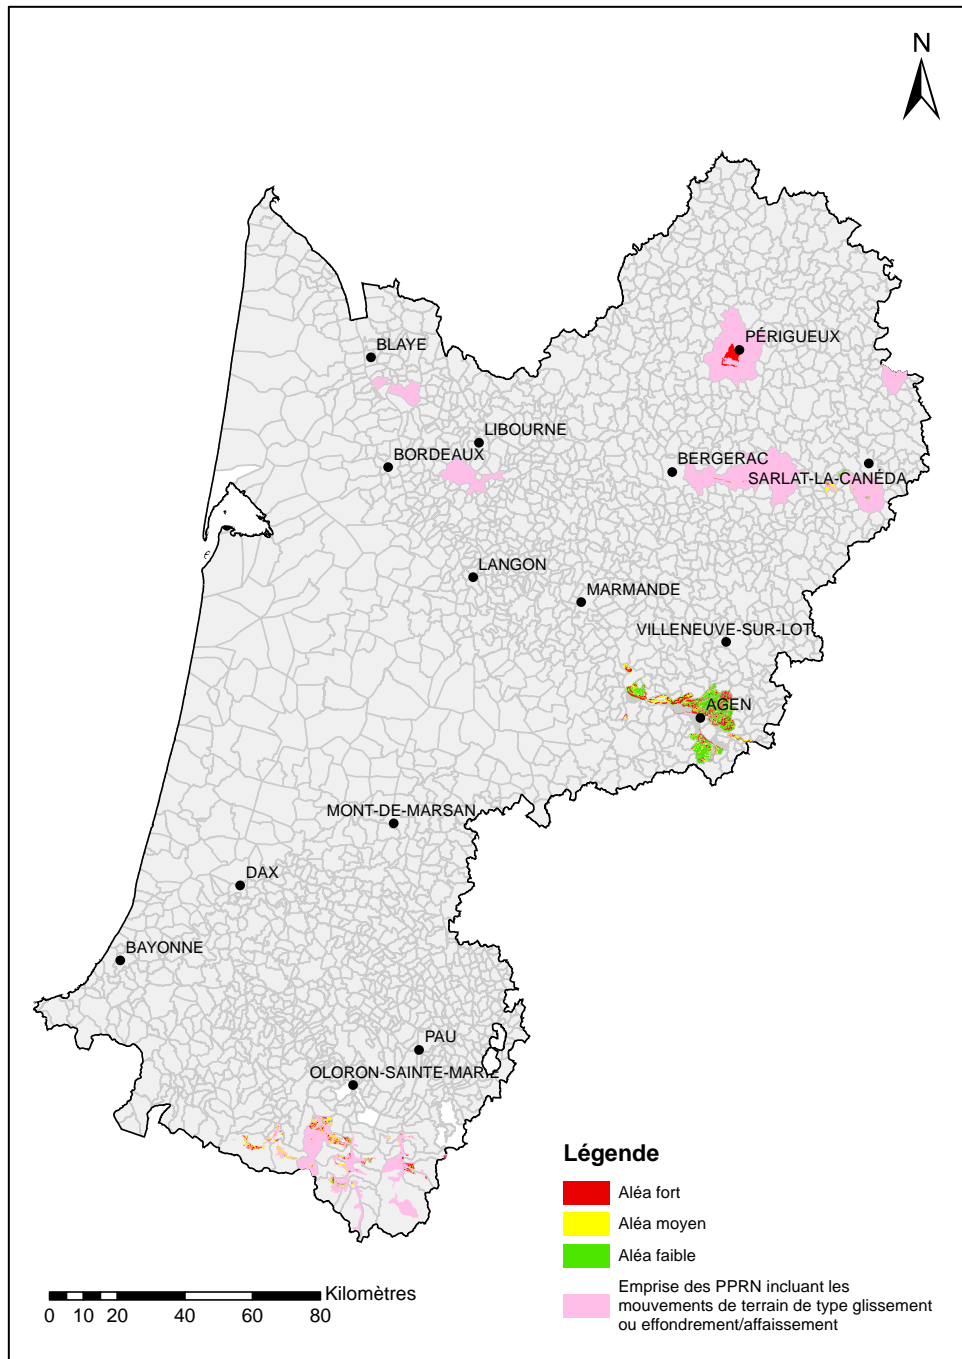 N
PÉRIGUEUX
BLAYE
LIBOURNE
BORDEAUX
BERGERAC
SARLAT-LA-CANÉDA
LANGON
MARMANDE
VILLENEUVE-SUR-LOT
AGEN
MONT-DE-MARSAN
DAX
BAYONNE
PAU
OLORON-SAINTE-MARIE
Légende
Aléa fort
Aléa moyen
Aléa faible
Emprise des PPRN incluant les
mouvements de terrain de type glissement
ou effondrement/affaissement
Kilomètres
0 10 20 40 60 80